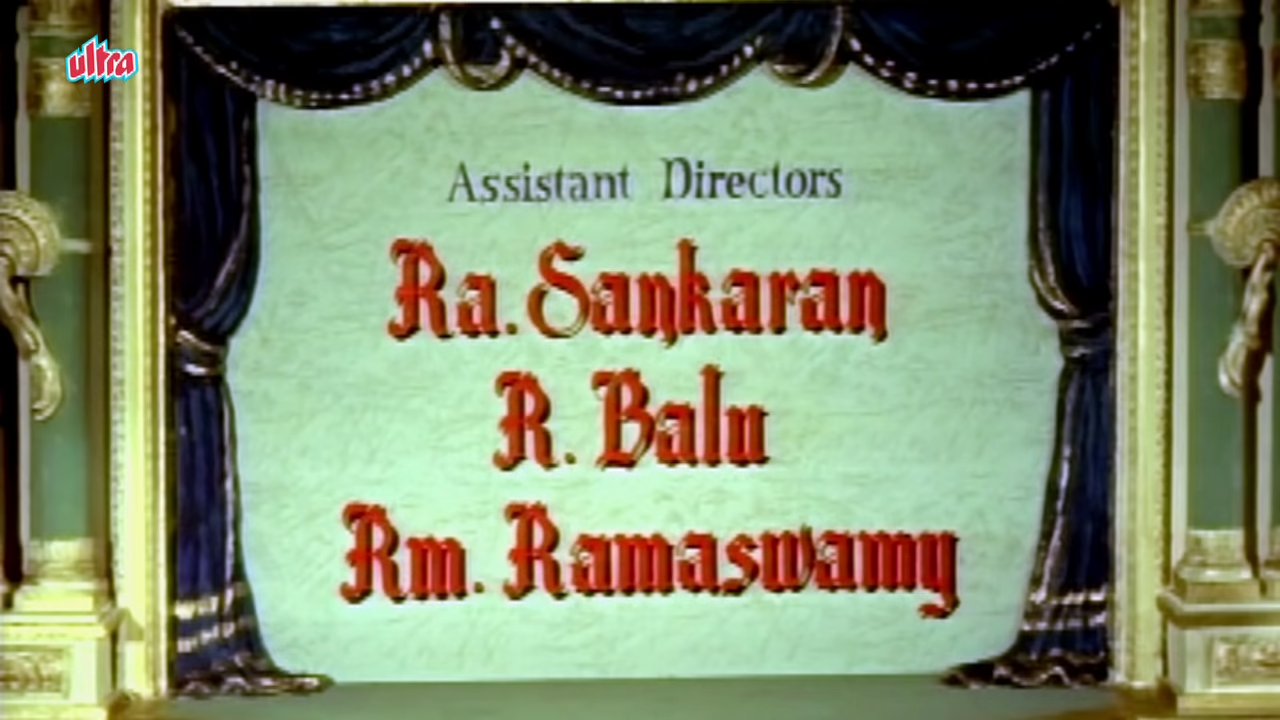 ultra
Assistant Directors
Ra. Sankaran
R. Balu
Rm. Ramaswamy